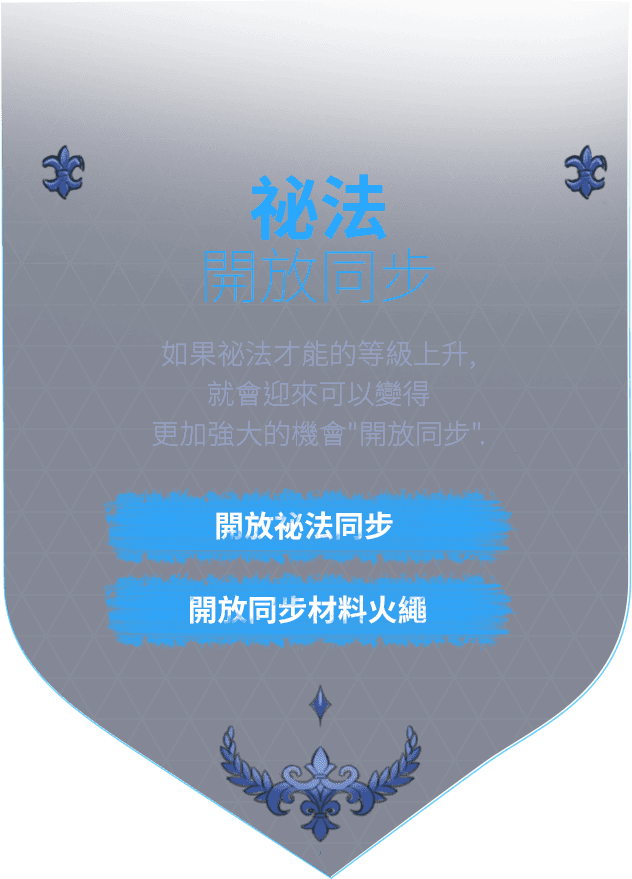 祕法
開放同步
如果祕法才能的等級上升,
就會迎來可以變得
更加強大的機會"開放同步".
開放祕法同步
開放同步材料火繩